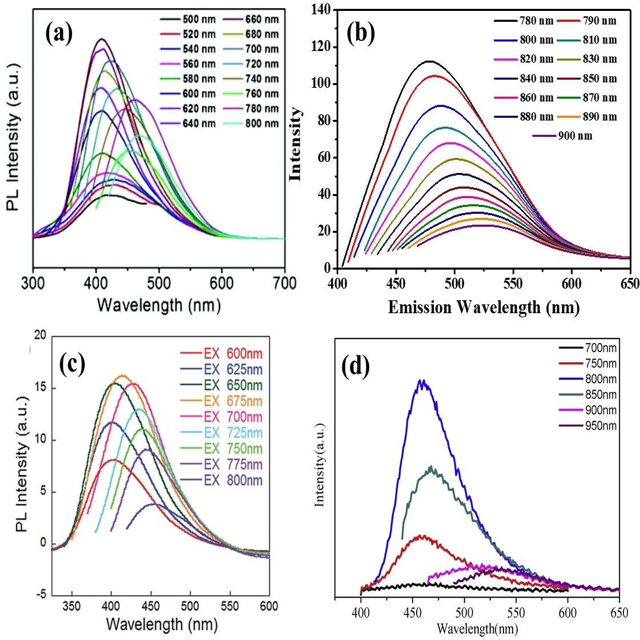 (a)
500 nm 660 nm
520 nm 680 nm
540 nm 700 nm
560 nm 720 nm
580 nm 740 nm
600 nm 760 nm
620 nm 780 nm
640 nm 800 nm
PL Intensity (a.u.)
300 400 500 600 700
Wavelength (nm)
(b)
780 nm 790 nm
800 nm 810 nm
820 nm 830 nm
840 nm 850 nm
860 nm 870 nm
880 nm 890 nm
900 nm
Intensity
140
120
100
80
60
40
20
0
400 450 500 550 600 650
Emission Wavelength (nm)
(c)
EX 600nm
EX 625nm
EX 650nm
EX 675nm
EX 700nm
EX 725nm
EX 750nm
EX 775nm
EX 800nm
PL Intensity (a.u.)
20
15
10
5
0
-5
350 400 450 500 550 600
Wavelength (nm)
(d)
700nm
750nm
800nm
850nm
900nm
950nm
Intensity(a.u.)
400 450 500 550 600 650
Wavelength(nm)